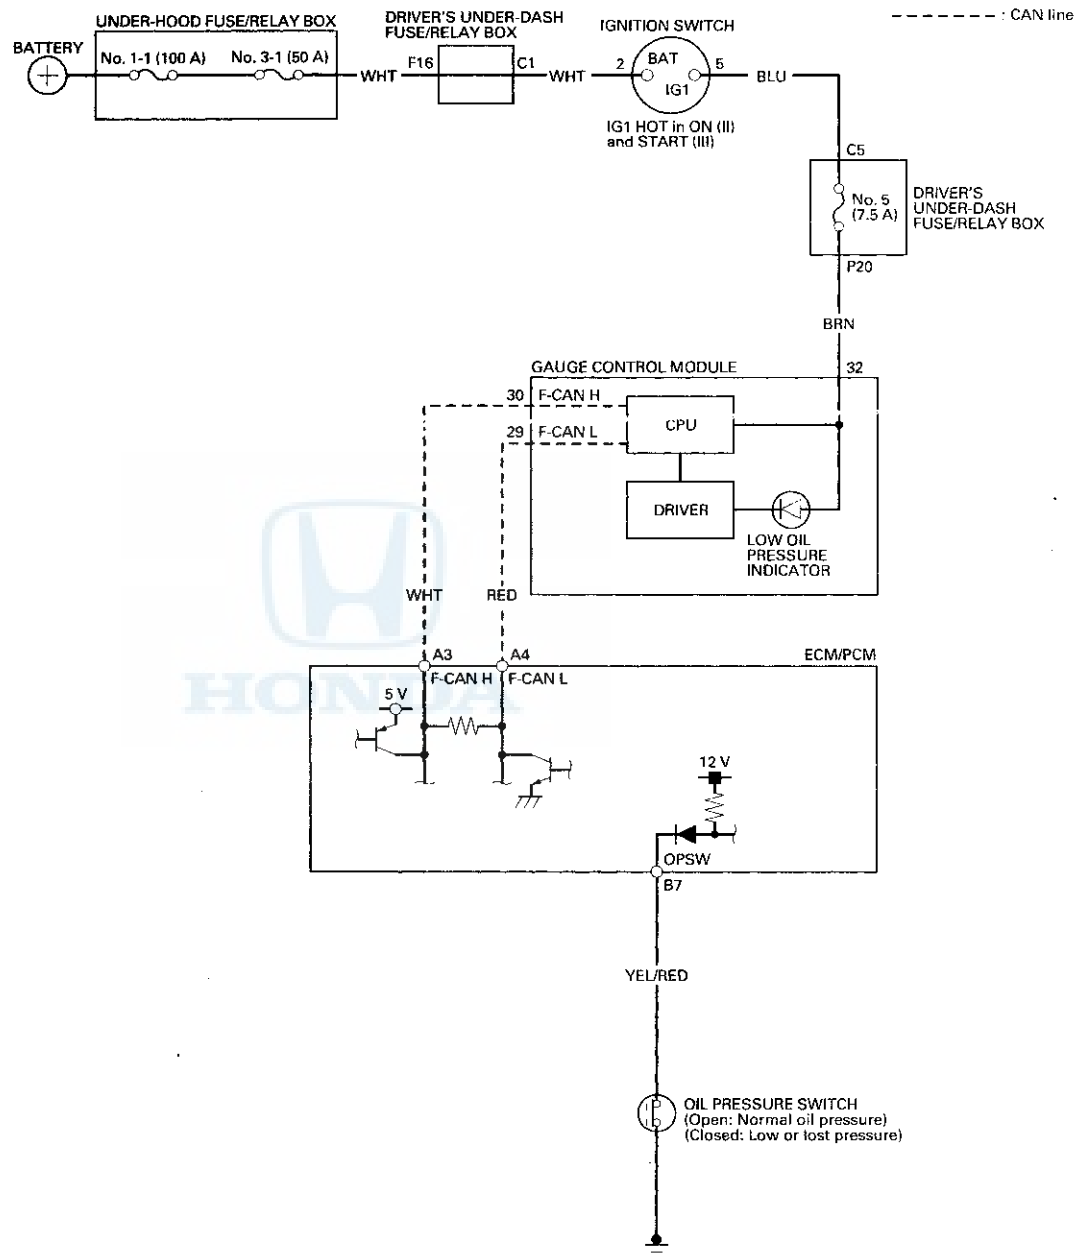 UNDER-HOOD FUSE/RELAY BOX
DRIVER'S UNDER-DASH
FUSE/RELAY BOX
IGNITION SWITCH
: CAN line
BATTERY
No. 1-1 (100 A)
No. 3-1 (50 A)
WHT
F16
C1
WHT
2
BAT
IG1
5
BLU
IG1 HOT in ON (II)
and START (III)
C5
No. 5
(7.5 A)
DRIVER'S
UNDER-DASH
FUSE/RELAY BOX
P20
BRN
GAUGE CONTROL MODULE
32
30
F-CAN H
CPU
29
F-CAN L
DRIVER
LOW OIL
PRESSURE
INDICATOR
WHT
RED
A3
A4
ECM/PCM
F-CAN H
F-CAN L
HONDA
5 V
12 V
OPSW
B7
YEL/RED
OIL PRESSURE SWITCH
(Open: Normal oil pressure)
(Closed: Low or lost pressure)